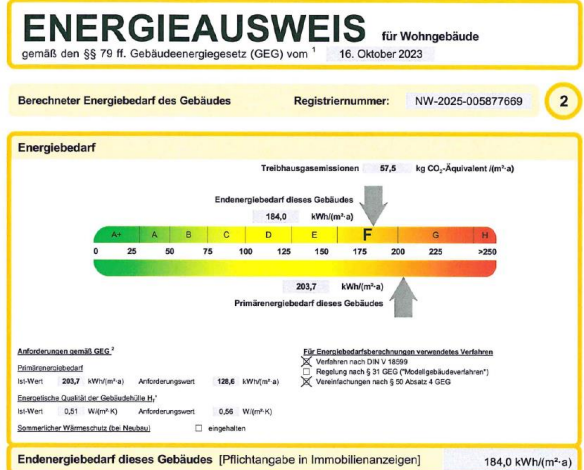 ENERGIEAUSWEIS für Wohngebäude
gemäß den §§ 79 ff. Gebäudeenergiegesetz (GEG) vom 1 16. Oktober 2023
Berechneter Energiebedarf des Gebäudes Registriernummer: NW-2025-005877669 2
Energiebedarf
Treibhausgasemissionen 57,5 kg CO2-Äquivalent /(m²·a)
Endenergiebedarf dieses Gebäudes
184,0 kWh/(m²·a)
A+ A B C D E F G H
0 25 50 75 100 125 150 175 200 225 >250
203,7 kWh/(m²·a)
Primärenergiebedarf dieses Gebäudes
Anforderungen gemäß GEG 2
Für Energiebedarfsberechnungen verwendetes Verfahren
Primärenergiebedarf
Verfahren nach DIN V 18599
Regelung nach § 31 GEG ("Modellgebäudeverfahren")
Ist-Wert 203,7 kWh/(m²·a) Anforderungswert 128,6 kWh/(m²·a)
Vereinfachungen nach § 50 Absatz 4 GEG
Energetische Qualität der Gebäudehülle HT'
Ist-Wert 0,51 W/(m²·K) Anforderungswert 0,56 W/(m²·K)
Sommerlicher Wärmeschutz (bei Neubau) eingehalten
Endenergiebedarf dieses Gebäudes [Pflichtangabe in Immobilienanzeigen] 184,0 kWh/(m²·a)